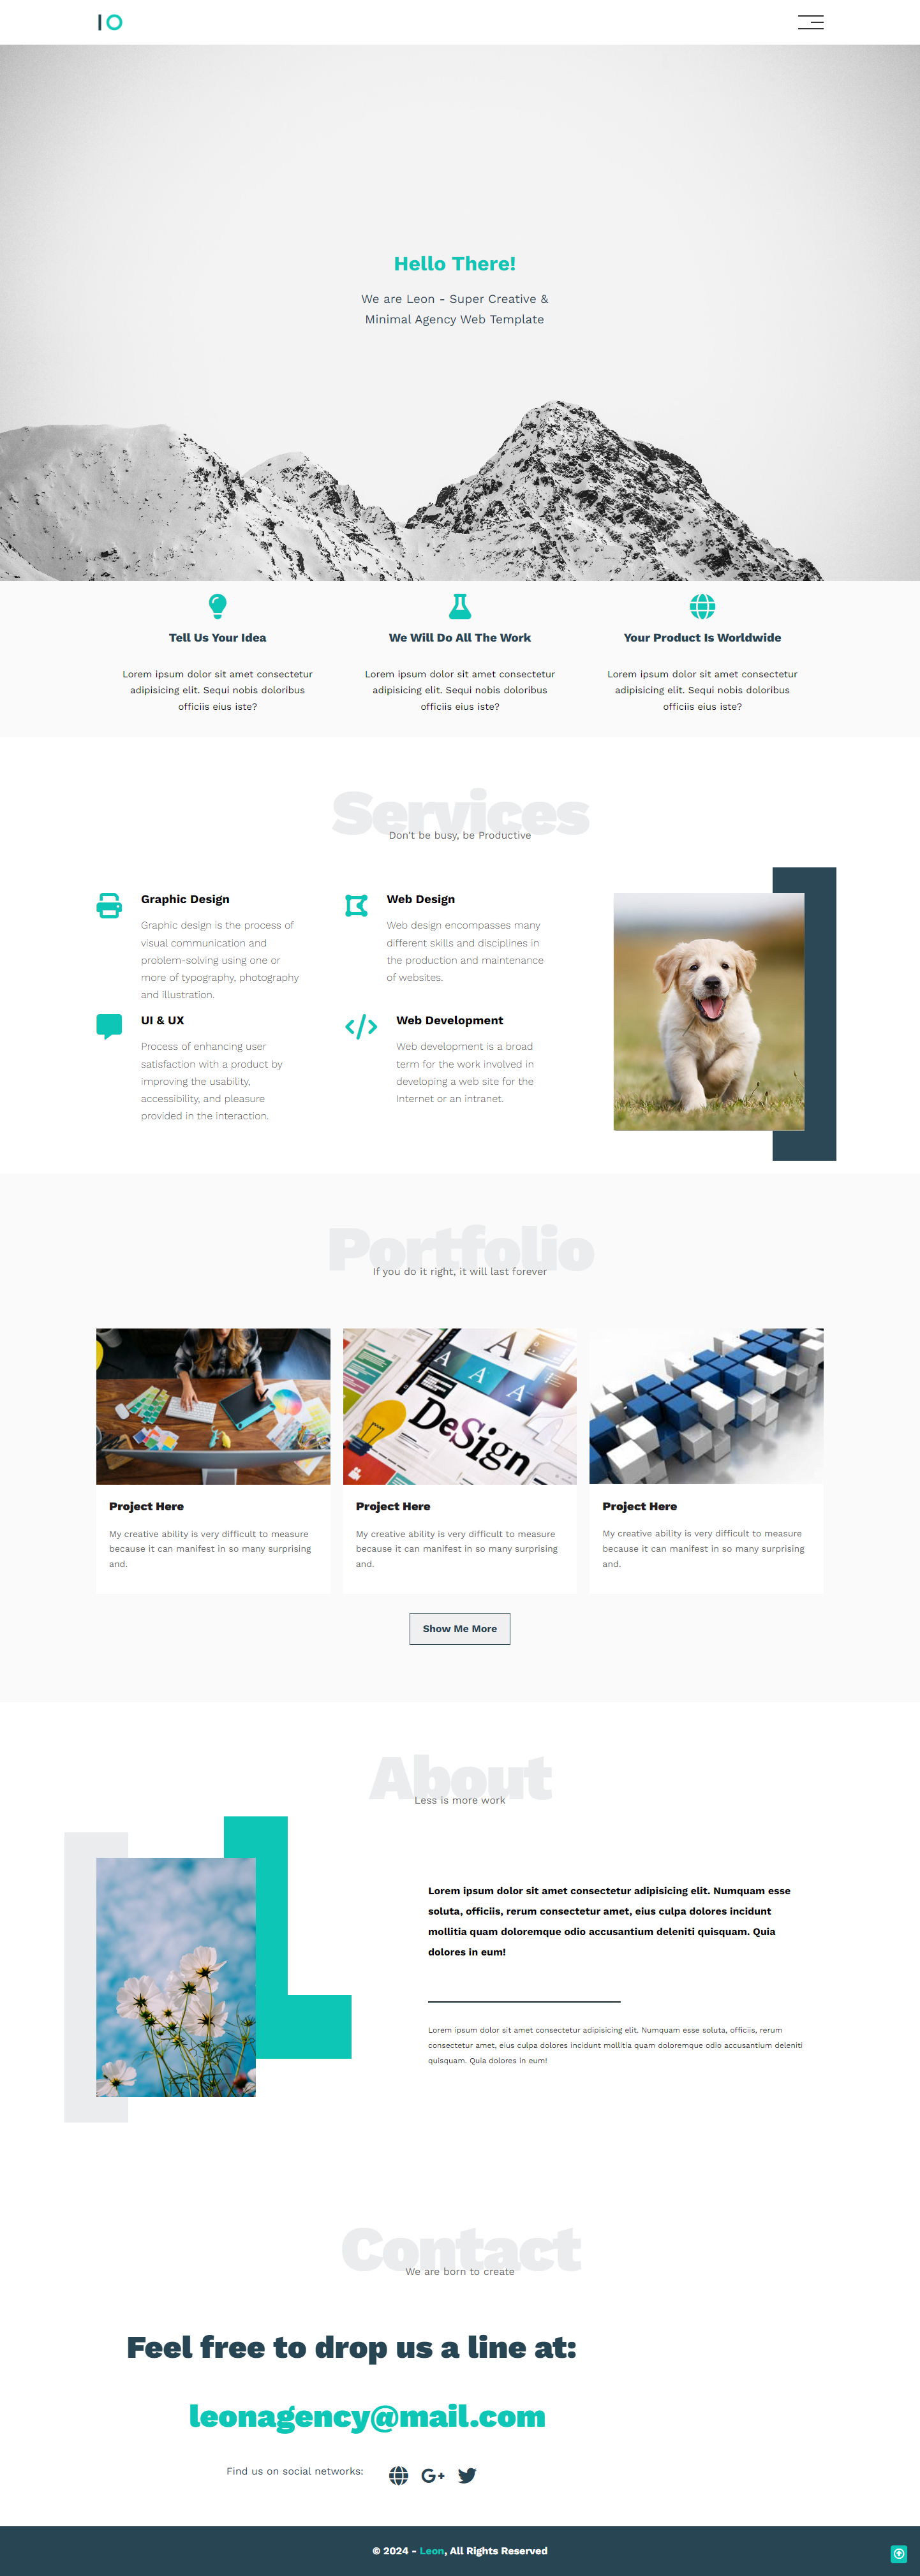 IO
Hello There!
We are Leon - Super Creative &
Minimal Agency Web Template
Tell Us Your Idea
Lorem ipsum dolor sit amet consectetur
adipisicing elit. Sequi nobis doloribus
officiis eius iste?
We Will Do All The Work
Lorem ipsum dolor sit amet consectetur
adipisicing elit. Sequi nobis doloribus
officiis eius iste?
Your Product Is Worldwide
Lorem ipsum dolor sit amet consectetur
adipisicing elit. Sequi nobis doloribus
officiis eius iste?
Services
Don't be busy, be Productive
Graphic Design
Graphic design is the process of
visual communication and
problem-solving using one or
more of typography, photography
and illustration.
Web Design
Web design encompasses many
different skills and disciplines in
the production and maintenance
of websites.
UI & UX
Process of enhancing user
satisfaction with a product by
improving the usability,
accessibility, and pleasure
provided in the interaction.
Web Development
Web development is a broad
term for the work involved in
developing a web site for the
Internet or an intranet.
Portfolio
If you do it right, it will last forever
A
A A A
DeSign
Project Here
My creative ability is very difficult to measure
because it can manifest in so many surprising
and.
Project Here
My creative ability is very difficult to measure
because it can manifest in so many surprising
and.
Project Here
My creative ability is very difficult to measure
because it can manifest in so many surprising
and.
Show Me More
About
Less is more work
Lorem ipsum dolor sit amet consectetur adipisicing elit. Numquam esse
soluta, officiis, rerum consectetur amet, eius culpa dolores incidunt
mollitia quam doloremque odio accusantium deleniti quisquam. Quia
dolores in eum!
Lorem ipsum dolor sit amet consectetur adipisicing elit. Numquam esse soluta, officiis, rerum
consectetur amet, eius culpa dolores incidunt mollitia quam doloremque odio accusantium deleniti
quisquam. Quia dolores in eum!
Contact
We are born to create
Feel free to drop us a line at:
leonagency@mail.com
Find us on social networks:
G+
© 2024 - Leon, All Rights Reserved